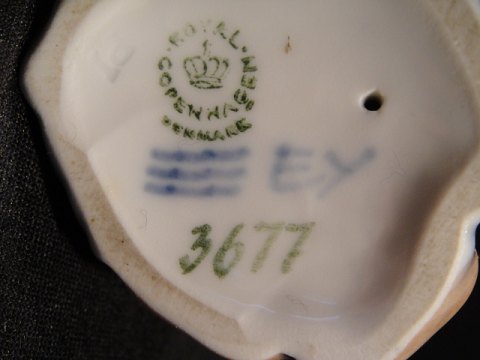 ROYAL COPENHAGEN
DENMARK
EY
3677